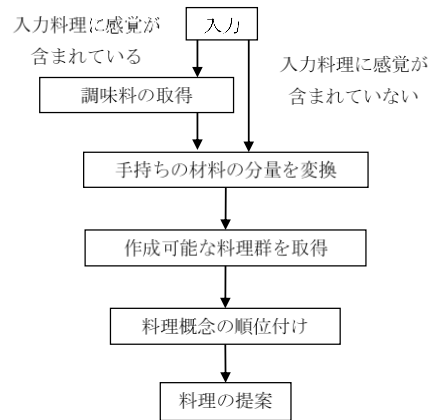 入力料理に感覚が
含まれている
入力
入力料理に感覚が
含まれていない
調味料の取得
手持ちの材料の分量を変換
作成可能な料理群を取得
料理概念の順位付け
料理の提案